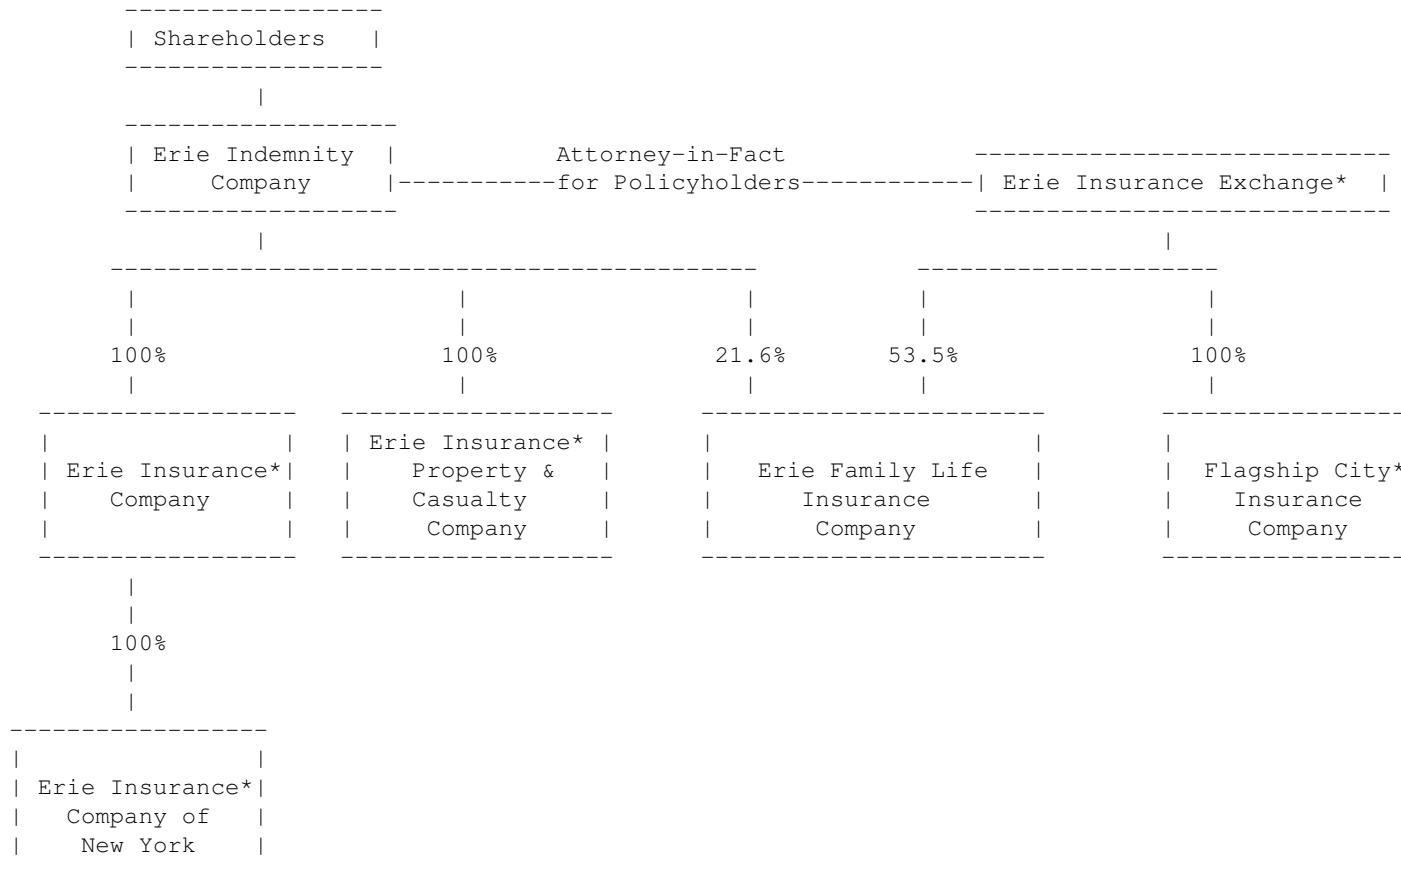 Shareholders
Erie Indemnity Attorney-in-Fact
Company for Policyholders Erie Insurance Exchange*
100% 100% 21.6% 53.5% 100%
Erie Insurance*
Erie Insurance* Property & Erie Family Life Flagship City*
Company Casualty Insurance Insurance
Company Company Company
100%
Erie Insurance*
Company of
New York